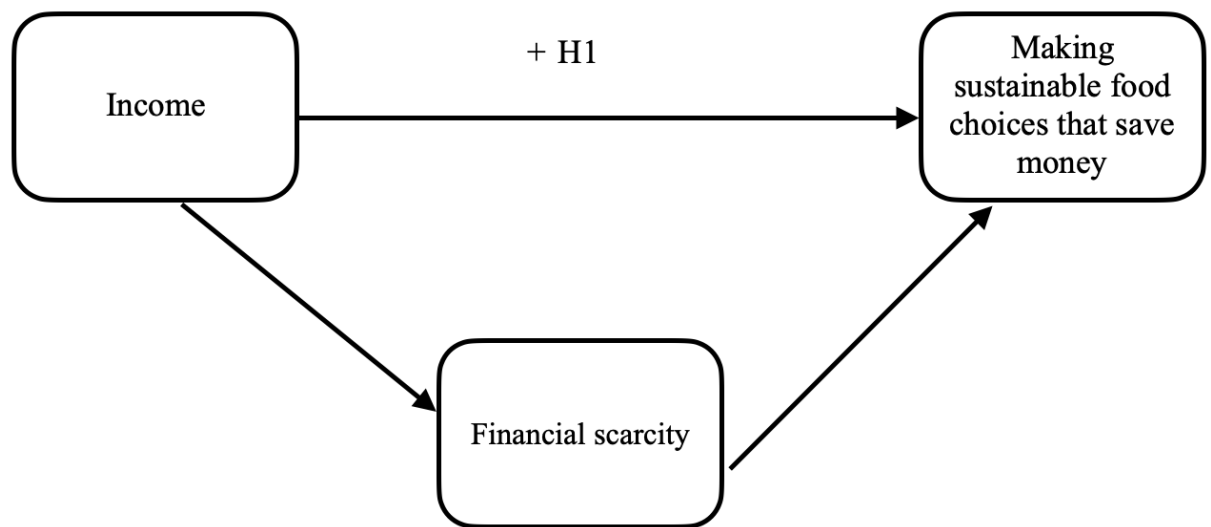 Income
+ H1
Making
sustainable food
choices that save
money
Financial scarcity